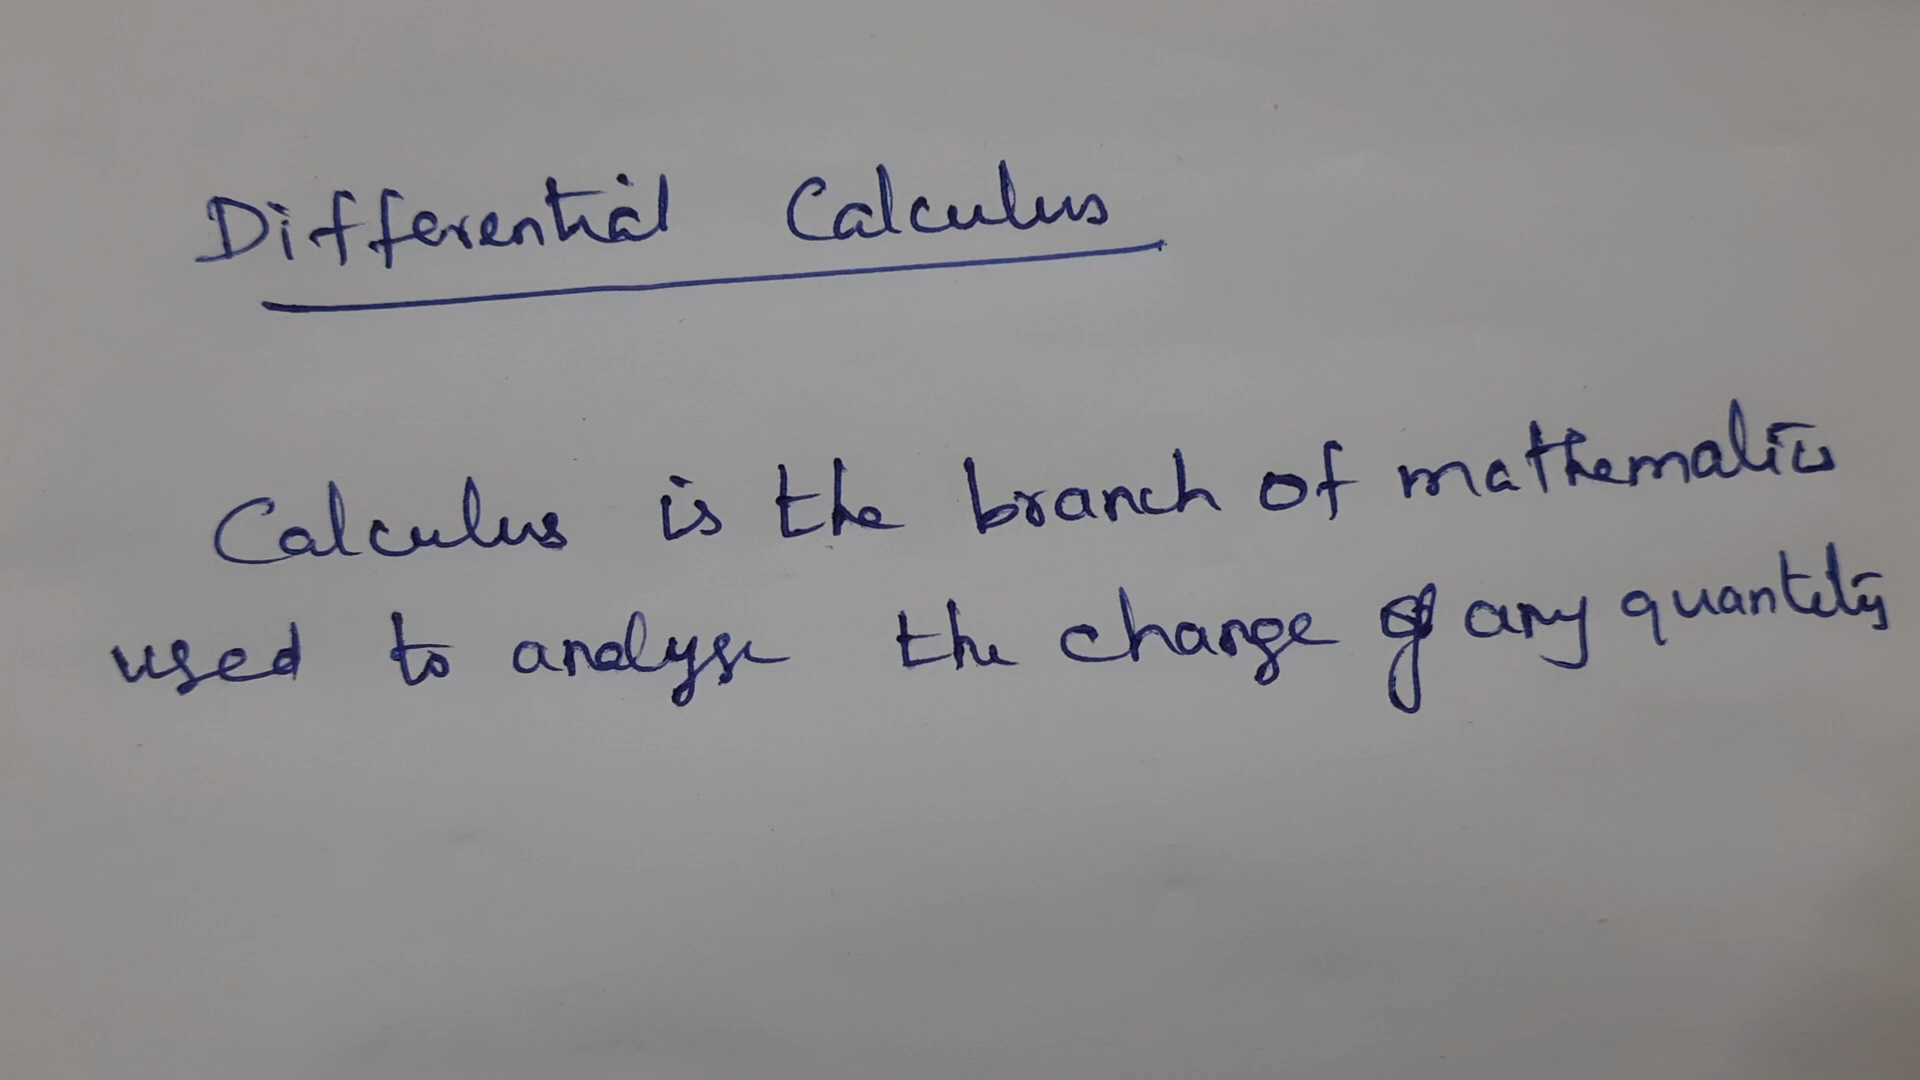 Differential Calculus
Calculus is the branch of mathematics
used to analyse the change of any quantity